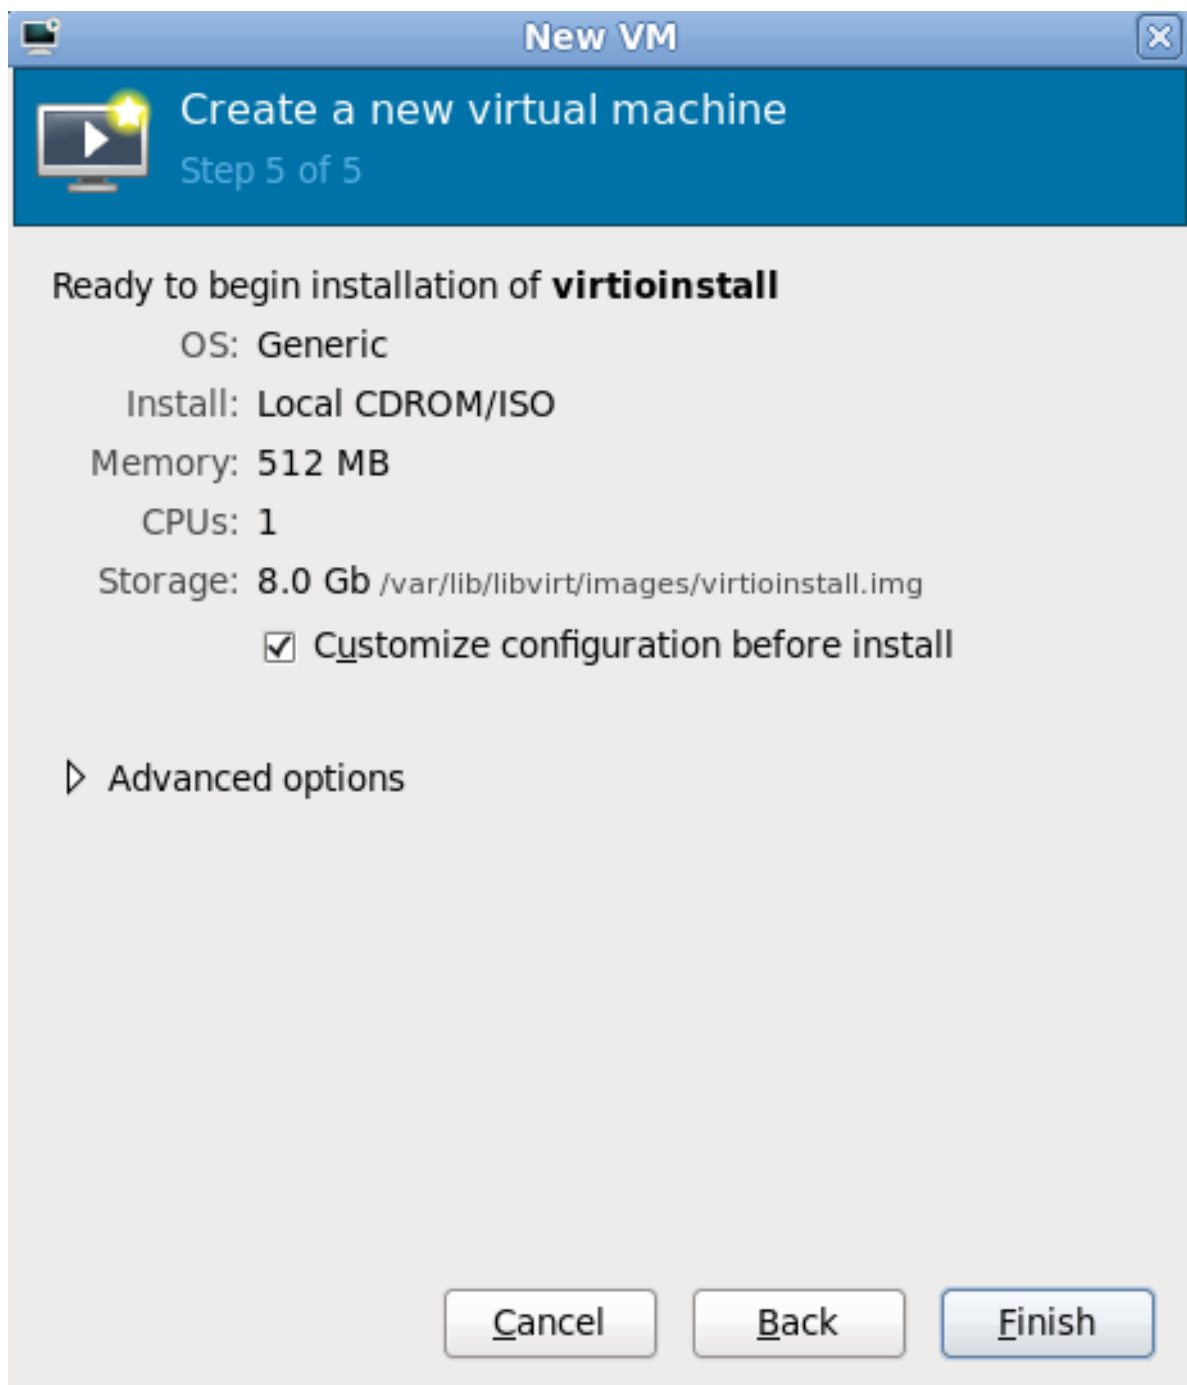 New VM
Create a new virtual machine
Step 5 of 5
Ready to begin installation of virtioinstall
OS: Generic
Install: Local CDROM/ISO
Memory: 512 MB
CPUs: 1
Storage: 8.0 Gb /var/lib/libvirt/images/virtioinstall.img
Customize configuration before install
Advanced options
Cancel Back Finish